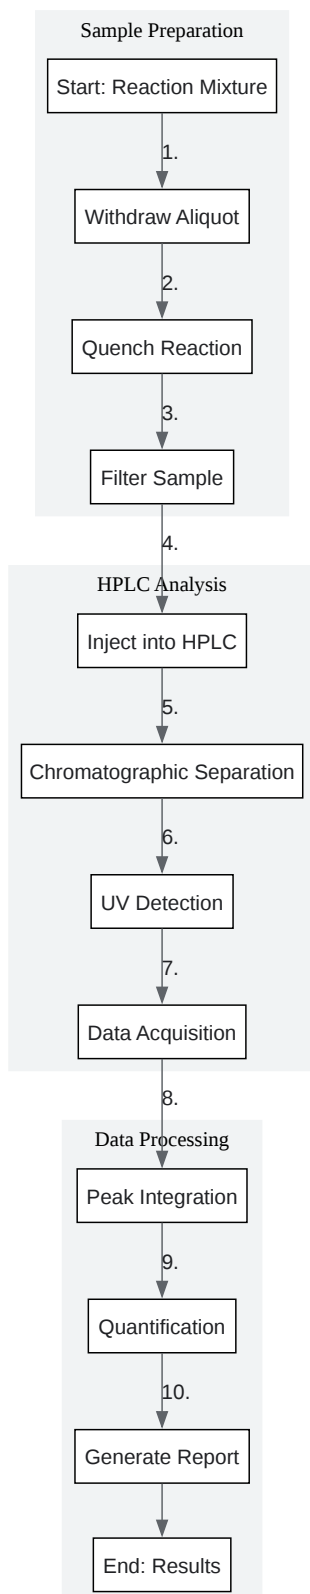 Sample Preparation
Start: Reaction Mixture
1.
Withdraw Aliquot
2.
Quench Reaction
3.
Filter Sample
4.
HPLC Analysis
Inject into HPLC
5.
Chromatographic Separation
6.
UV Detection
7.
Data Acquisition
8.
Data Processing
Peak Integration
9.
Quantification
10.
Generate Report
End: Results